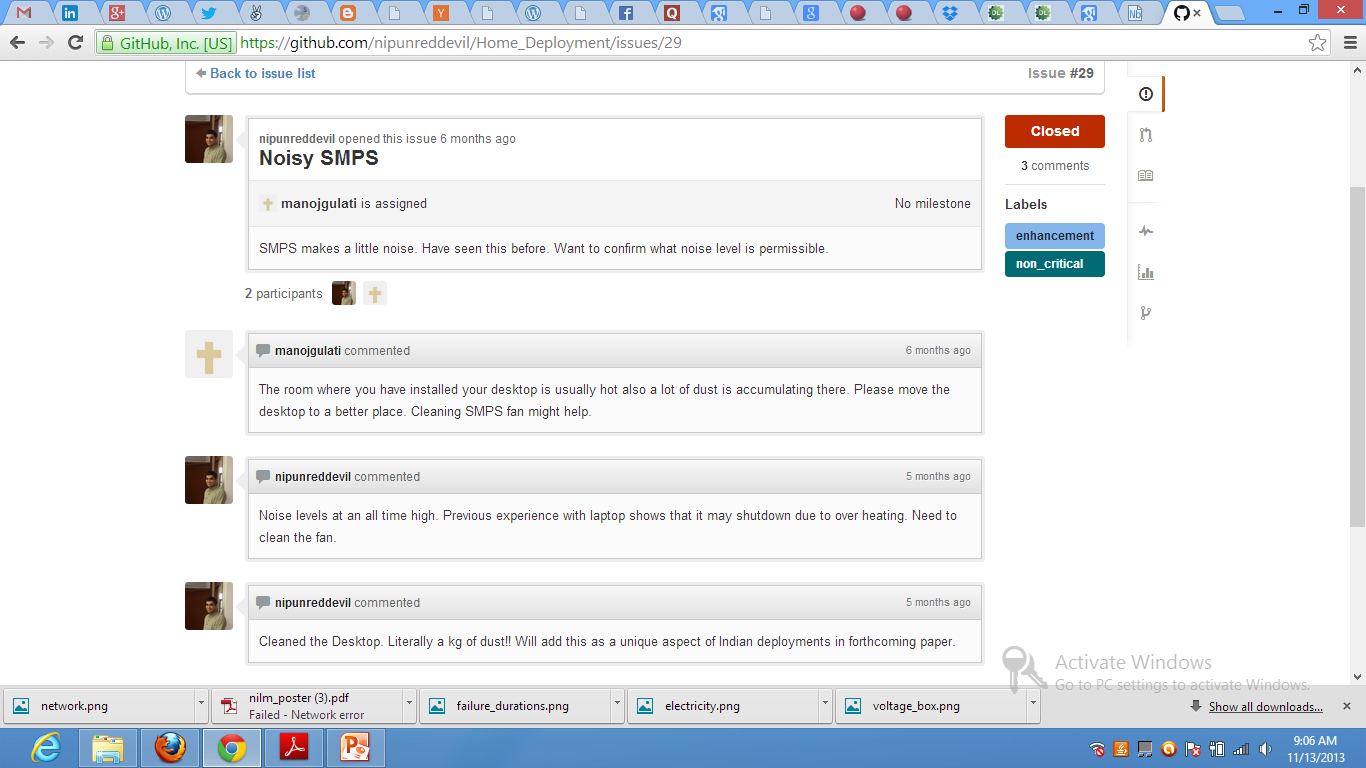 GitHub, Inc. [US] https://github.com/nipunreddevil/Home_Deployment/issues/29
Back to issue list
Issue #29
nipunreddevil opened this issue 6 months ago
Noisy SMPS
Closed
3 comments
manojgulati is assigned
No milestone
Labels
enhancement
non_critical
SMPS makes a little noise. Have seen this before. Want to confirm what noise level is permissible.
2 participants
manojgulati commented
6 months ago
The room where you have installed your desktop is usually hot also a lot of dust is accumulating there. Please move the
desktop to a better place. Cleaning SMPS fan might help.
nipunreddevil commented
5 months ago
Noise levels at an all time high. Previous experience with laptop shows that it may shutdown due to over heating. Need to
clean the fan.
nipunreddevil commented
5 months ago
Cleaned the Desktop. Literally a kg of dust!! Will add this as a unique aspect of Indian deployments in forthcoming paper.
Activate Windows
Go to PC settings to activate Windows.
network.png
nilm_poster (3).pdf
Failed - Network error
failure_durations.png
electricity.png
voltage_box.png
Show all downloads...
9:06 AM
11/13/2013